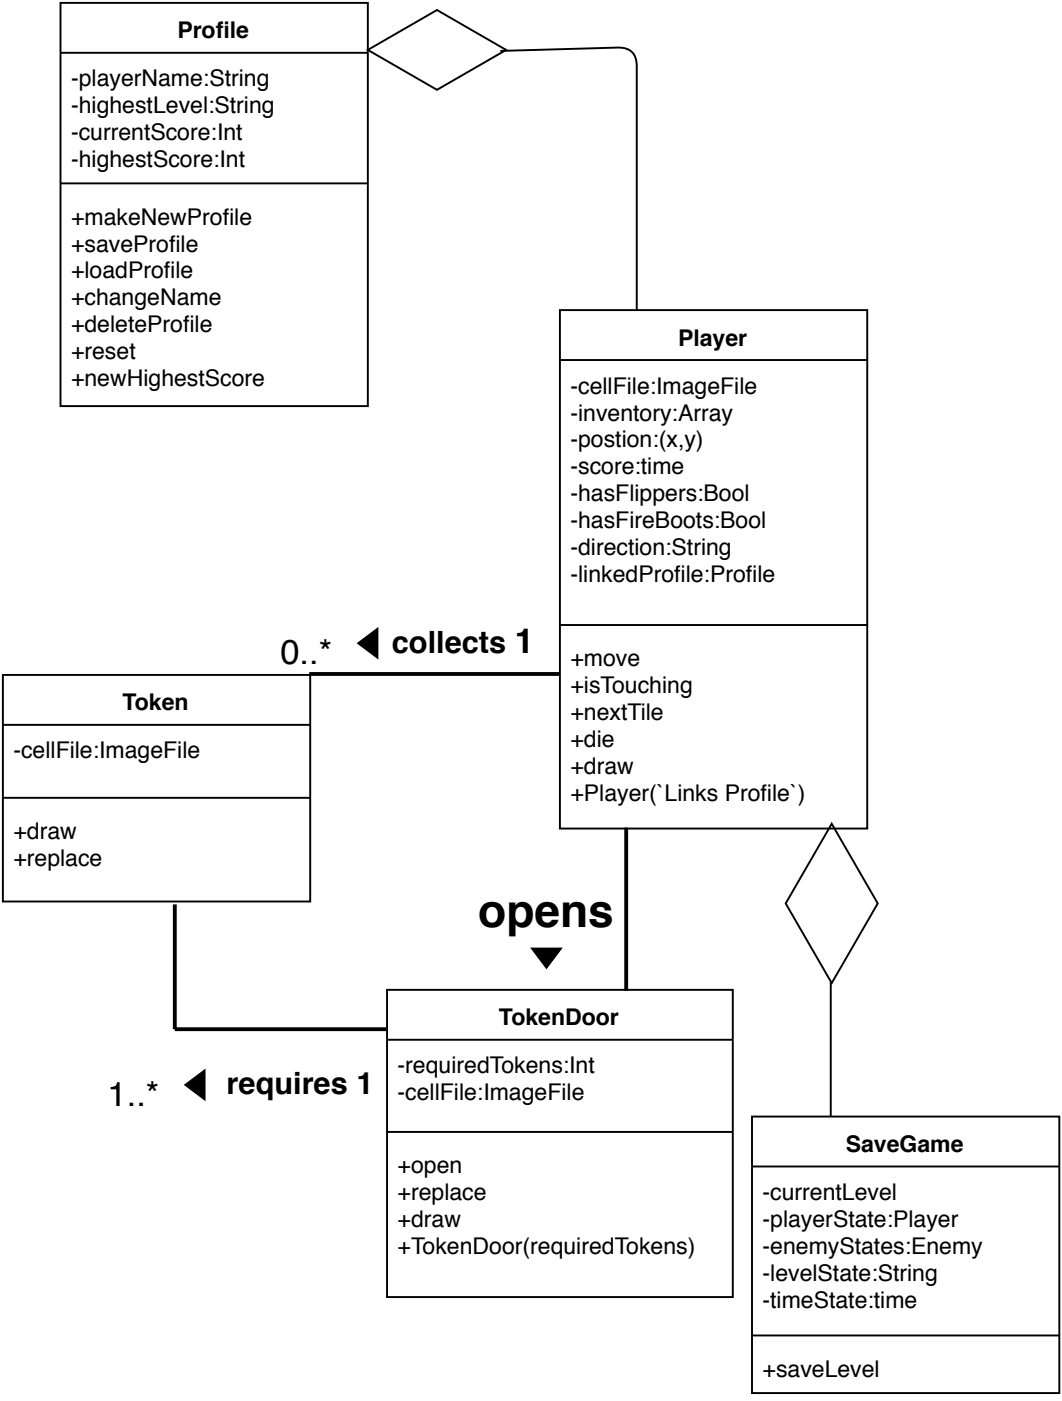 Profile
-playerName:String
-highestLevel:String
-currentScore:Int
-highestScore:Int
+makeNewProfile
+saveProfile
+loadProfile
+changeName
+deleteProfile
+reset
+newHighestScore
Player
-cellFile:ImageFile
-inventory:Array
-postion:(x,y)
-score:time
-hasFlippers:Bool
-hasFireBoots:Bool
-direction:String
-linkedProfile:Profile
+move
+isTouching
+nextTile
+die
+draw
+Player(`Links Profile`)
0..* ◀ collects 1
Token
-cellFile:ImageFile
+draw
+replace
opens
▼
TokenDoor
-requiredTokens:Int
-cellFile:ImageFile
+open
+replace
+draw
+TokenDoor(requiredTokens)
1..* ◀ requires 1
SaveGame
-currentLevel
-playerState:Player
-enemyStates:Enemy
-levelState:String
-timeState:time
+saveLevel